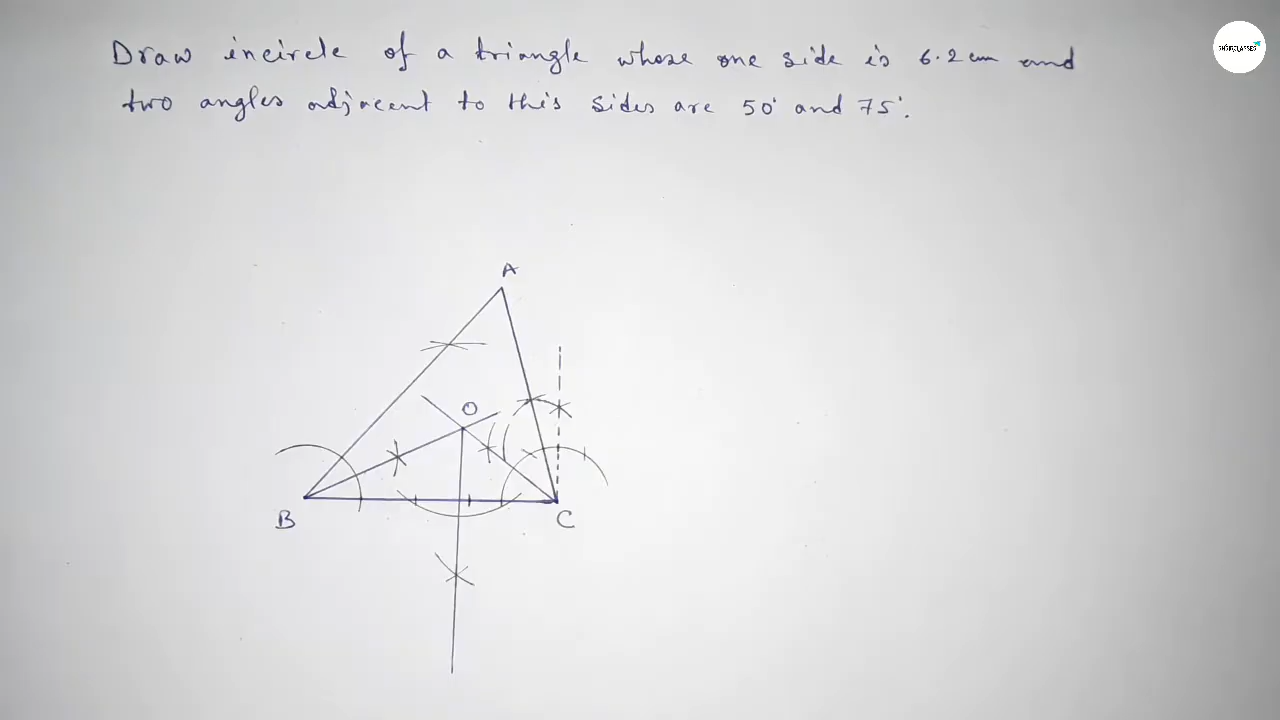 Draw incircle of a triangle whose one side is 6.2 cm and
two angles adjacent to this sides are 50° and 75°.
A
O
B
C